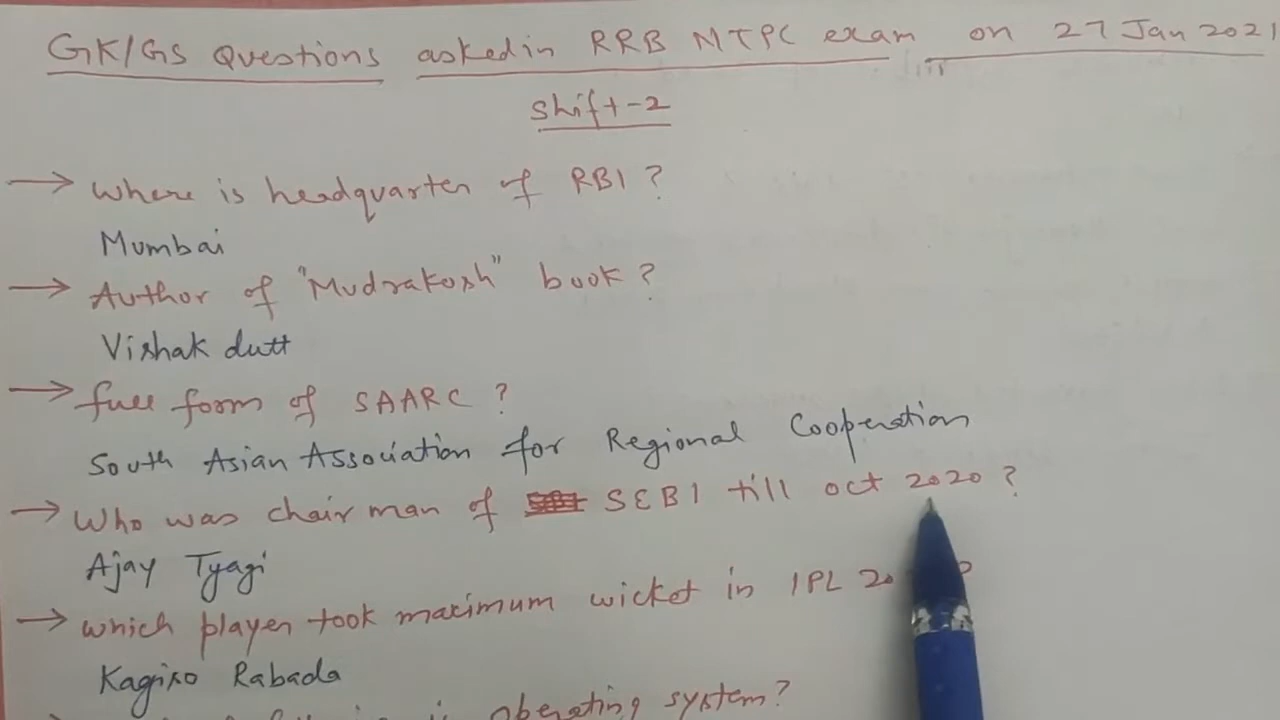 GK/GS Questions asked in RRB NTPC exam on 27 Jan 2021
Shift-2
→ Where is headquarter of RBI?
Mumbai
→ Author of "Mudrakosh" book?
Vishak dutt
→ full form of SAARC?
South Asian Association for Regional Cooperation
→ Who was chairman of SEBI till oct 2020?
Ajay Tyagi
→ which player took maximum wicket in IPL
Kagiso Rabada
operating system?